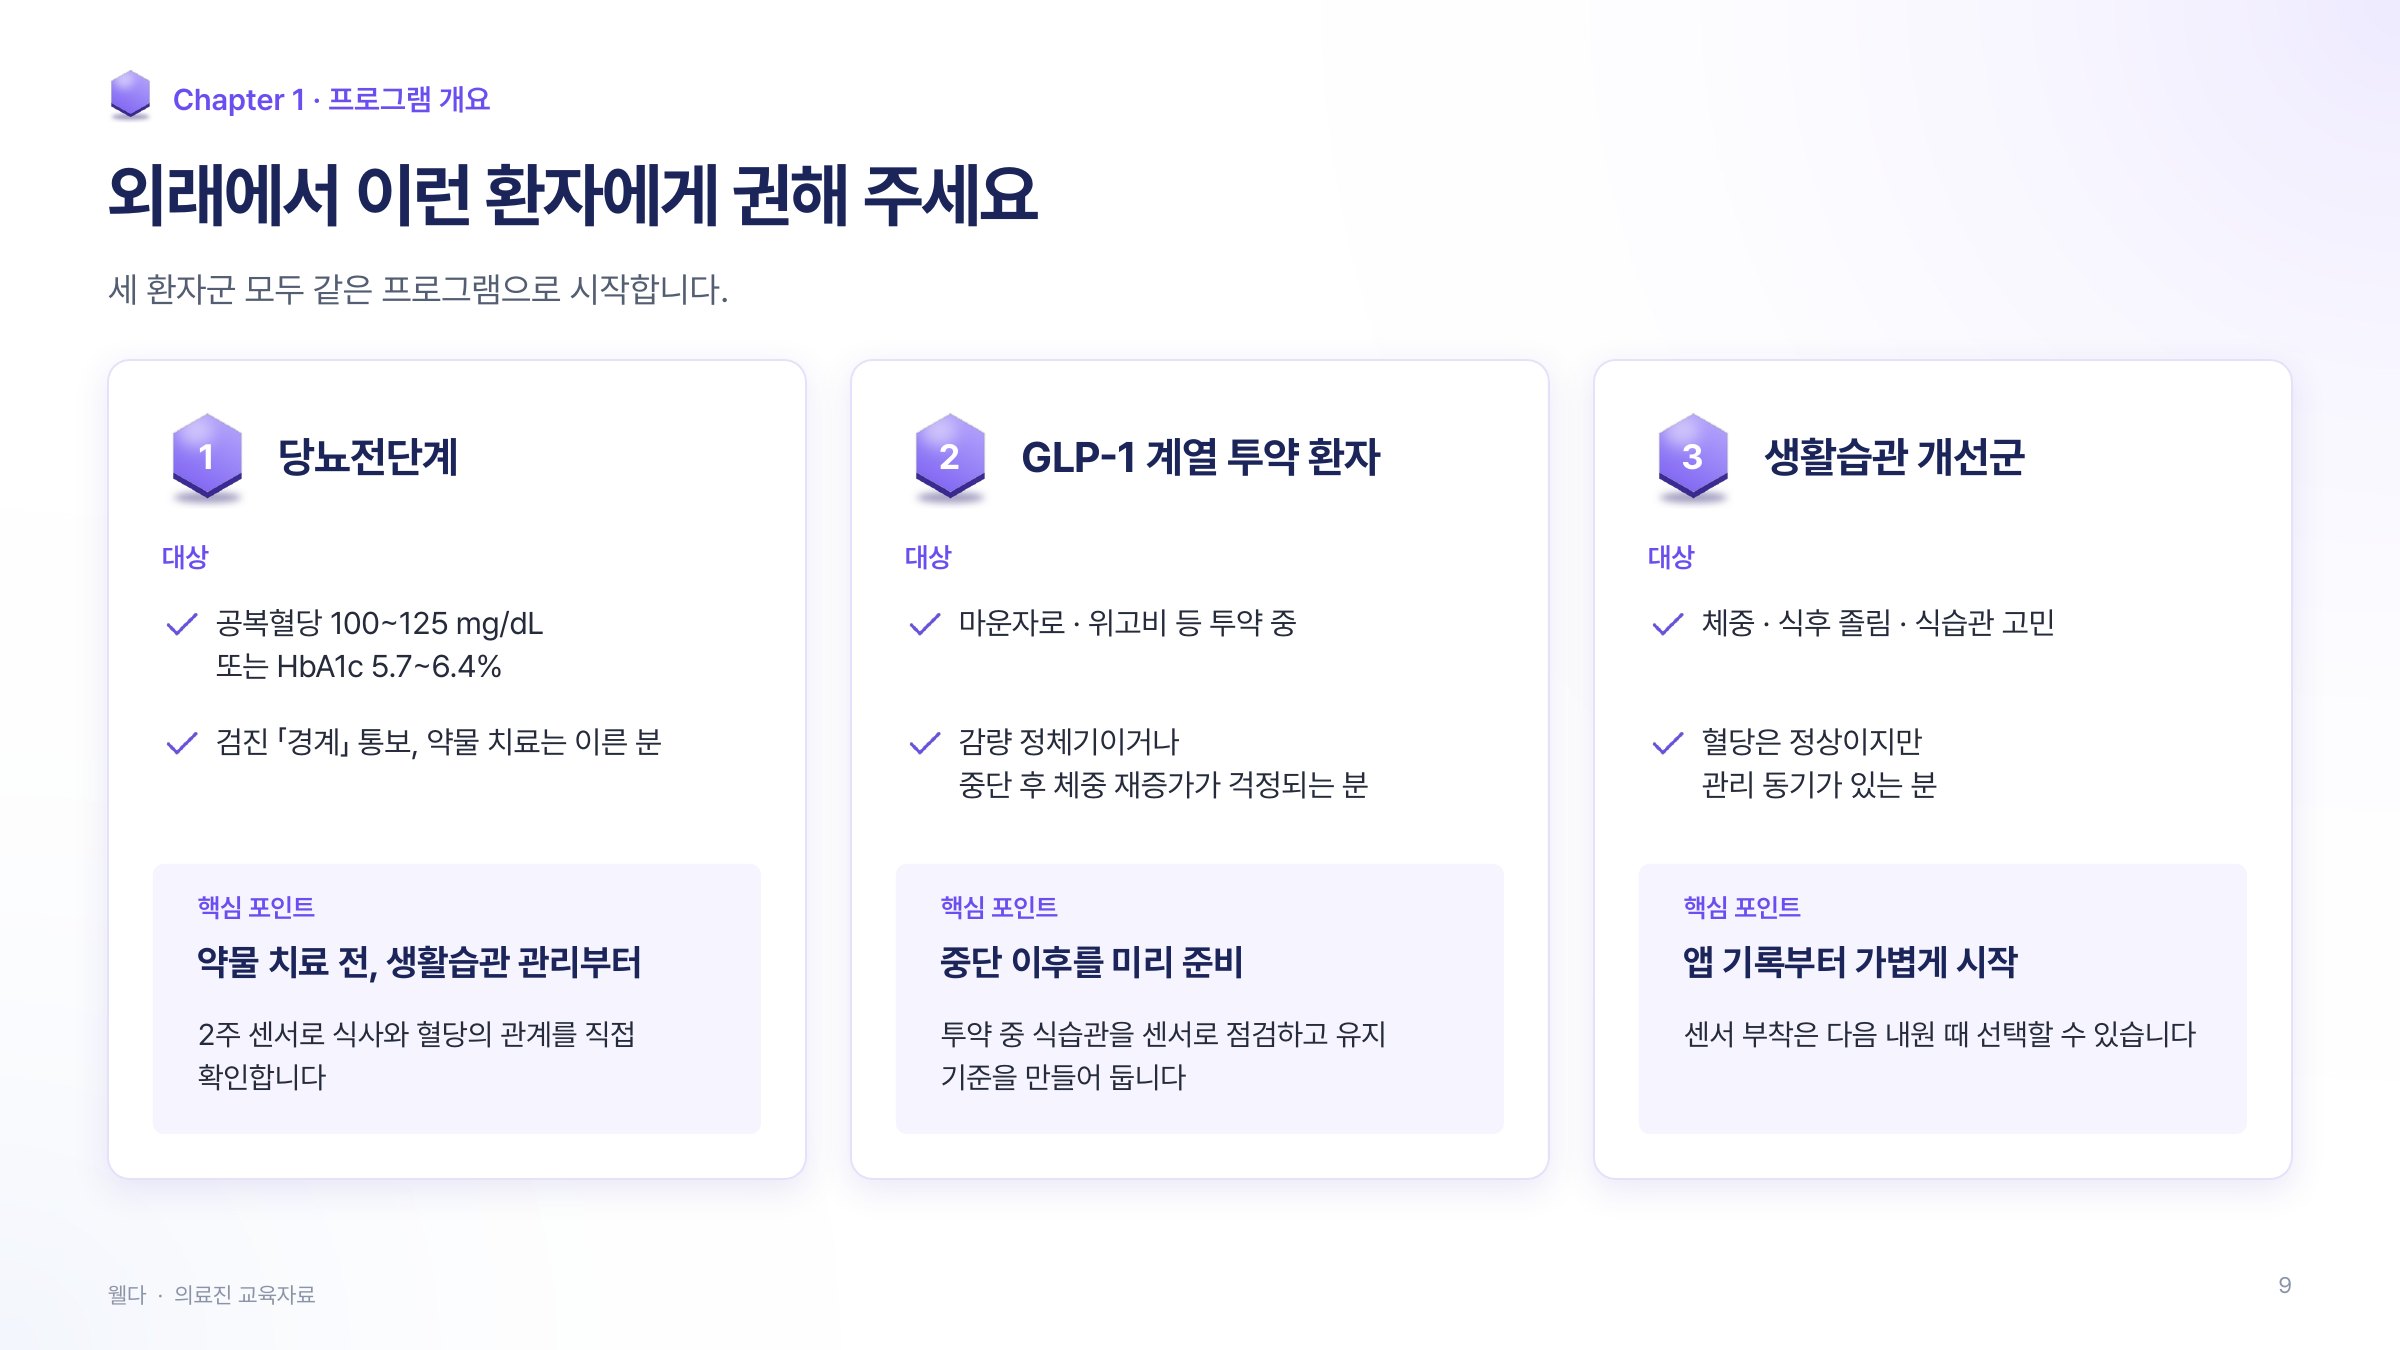 Chapter 1 · 프로그램 개요
외래에서 이런 환자에게 권해 주세요
세 환자군 모두 같은 프로그램으로 시작합니다.
1
당뇨전단계
대상
공복혈당 100~125 mg/dL
또는 HbA1c 5.7~6.4%
검진 ｢경계｣ 통보, 약물 치료는 이른 분
핵심 포인트
약물 치료 전, 생활습관 관리부터
2주 센서로 식사와 혈당의 관계를 직접
확인합니다
2
GLP-1 계열 투약 환자
대상
마운자로 · 위고비 등 투약 중
감량 정체기이거나
중단 후 체중 재증가가 걱정되는 분
핵심 포인트
중단 이후를 미리 준비
투약 중 식습관을 센서로 점검하고 유지
기준을 만들어 둡니다
3
생활습관 개선군
대상
체중 · 식후 졸림 · 식습관 고민
혈당은 정상이지만
관리 동기가 있는 분
핵심 포인트
앱 기록부터 가볍게 시작
센서 부착은 다음 내원 때 선택할 수 있습니다
웰다 · 의료진 교육자료
9